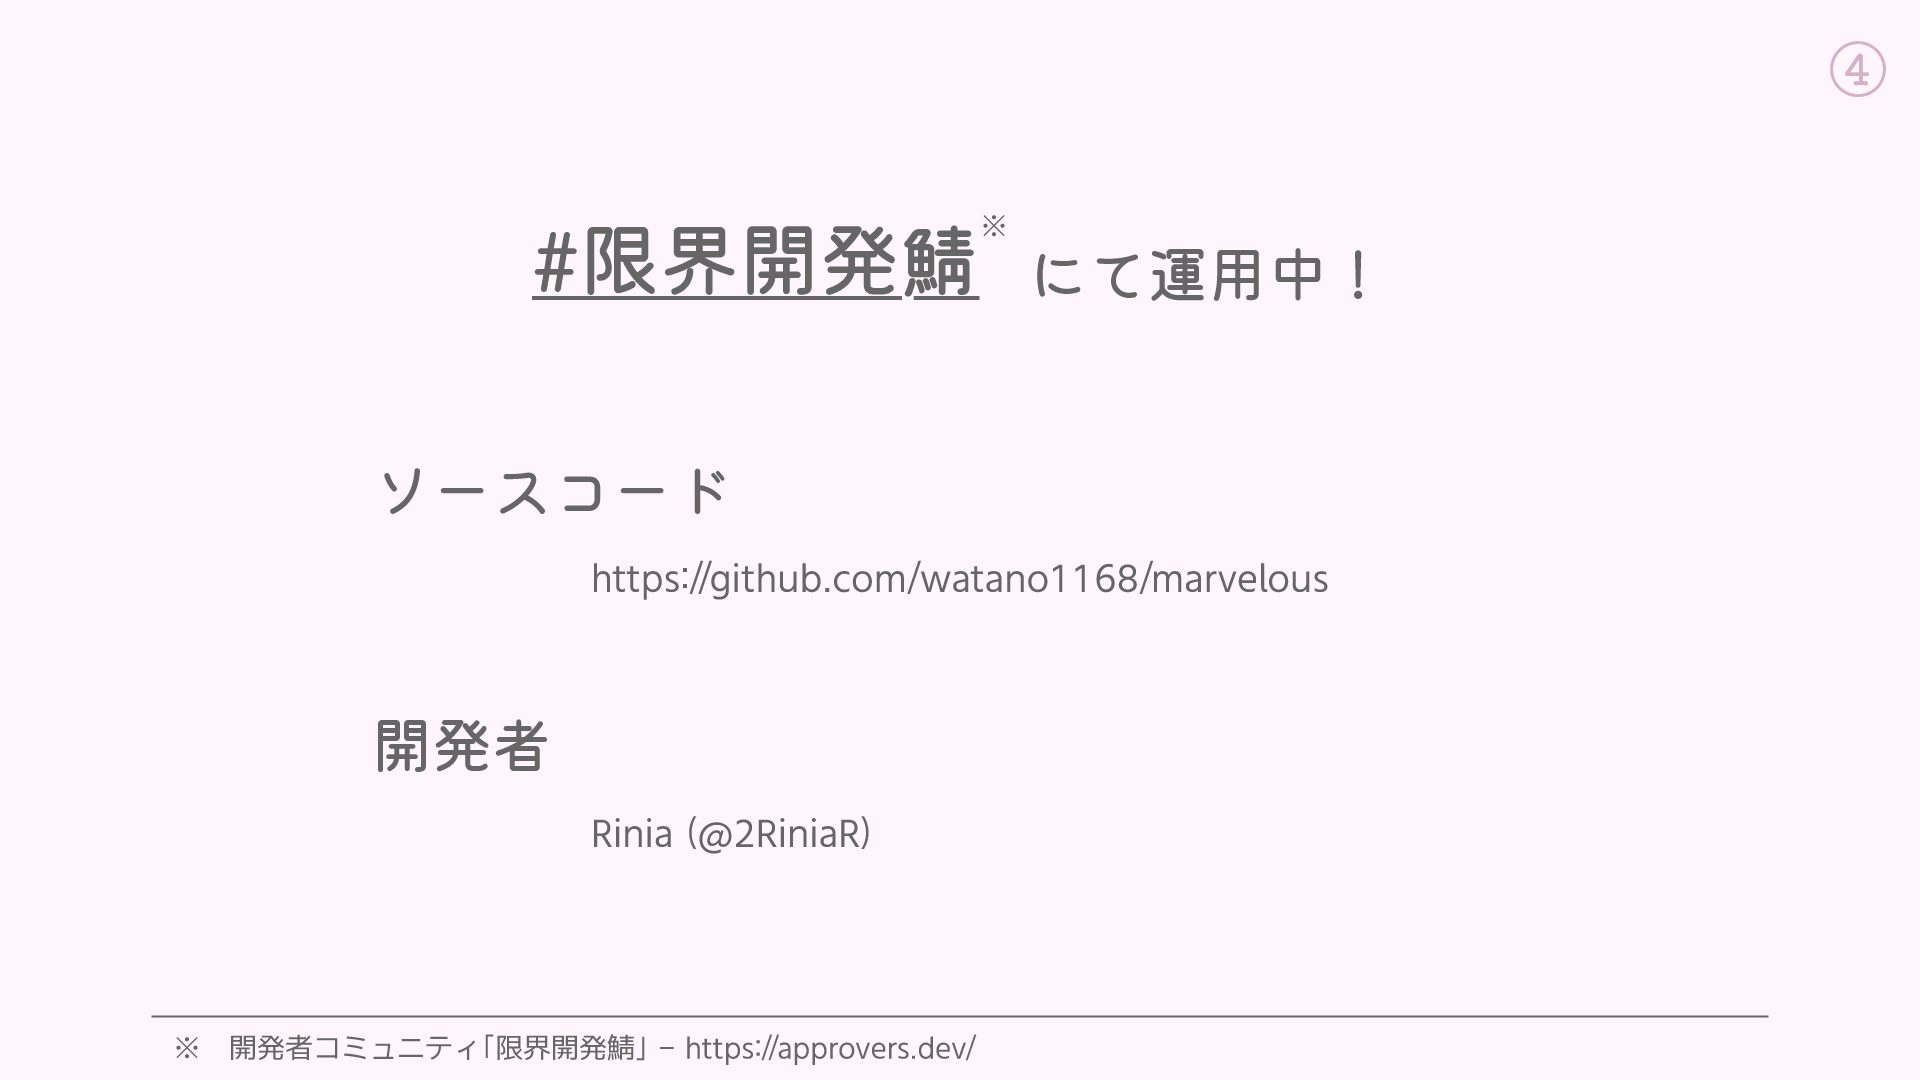 ④
#限界開発鯖※ にて運用中！
ソースコード
https://github.com/watano1168/marvelous
開発者
Rinia (@2RiniaR)
※　開発者コミュニティ「限界開発鯖」 – https://approvers.dev/